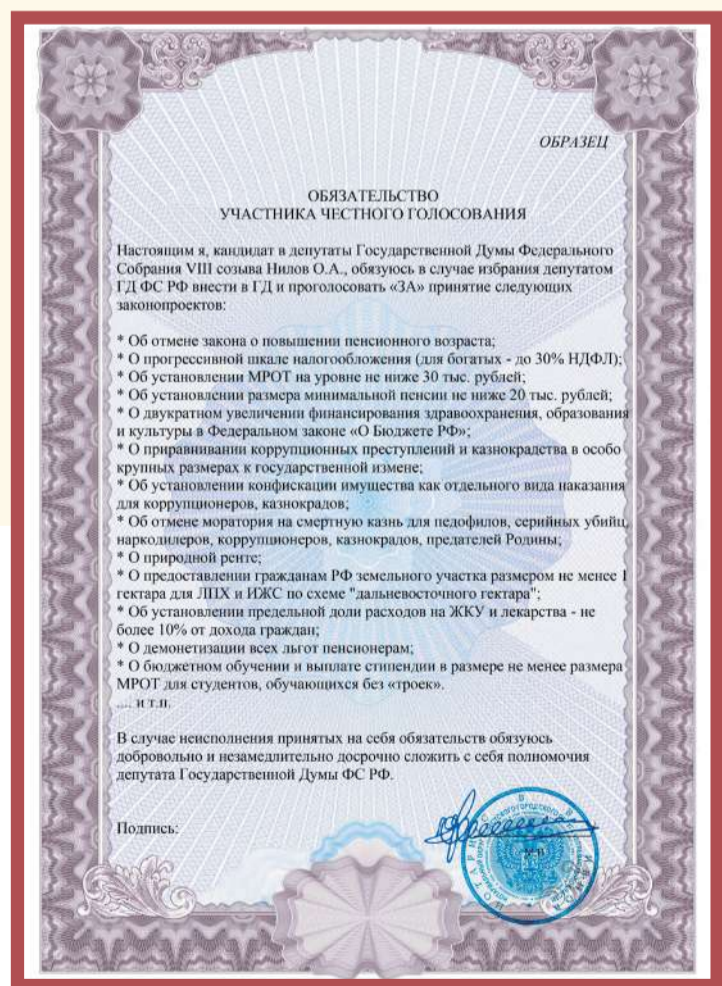 ОБРАЗЕЦ
ОБЯЗАТЕЛЬСТВО
УЧАСТНИКА ЧЕСТНОГО ГОЛОСОВАНИЯ
Настоящим я, кандидат в депутаты Государственной Думы Федерального
Собрания VIII созыва Нилов О.А., обязуюсь в случае избрания депутатом
ГД ФС РФ внести в ГД и проголосовать «ЗА» принятие следующих
законопроектов:
* Об отмене закона о повышении пенсионного возраста;
* О прогрессивной шкале налогообложения (для богатых - до 30% НДФЛ);
* Об установлении МРОТ на уровне не ниже 30 тыс. рублей;
* Об установлении размера минимальной пенсии не ниже 20 тыс. рублей;
* О двукратном увеличении финансирования здравоохранения, образования
и культуры в Федеральном законе «О Бюджете РФ»;
* О приравнивании коррупционных преступлений и казнокрадства в особо
крупных размерах к государственной измене;
* Об установлении конфискации имущества как отдельного вида наказания
для коррупционеров, казнокрадов;
* Об отмене моратория на смертную казнь для педофилов, серийных убийц,
наркодилеров, коррупционеров, казнокрадов, предателей Родины;
* О природной ренте;
* О предоставлении гражданам РФ земельного участка размером не менее 1
гектара для ЛПХ и ИЖС по схеме "дальневосточного гектара";
* Об установлении предельной доли расходов на ЖКУ и лекарства - не
более 10% от дохода граждан;
* О демонетизации всех льгот пенсионерам;
* О бюджетном обучении и выплате стипендии в размере не менее размера
МРОТ для студентов, обучающихся без «троек».
.... и т.п.
В случае неисполнения принятых на себя обязательств обязуюсь
добровольно и незамедлительно досрочно сложить с себя полномочия
депутата Государственной Думы ФС РФ.
Подпись: